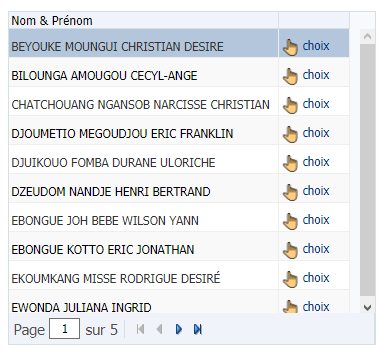 Nom & Prénom
BEYOUKE MOUNGUI CHRISTIAN DESIRE choix
BILOUNGA AMOUGOU CECYL-ANGE choix
CHATCHOUANG NGANSOB NARCISSE CHRISTIAN choix
DJOUMETIO MEGOUDJOU ERIC FRANKLIN choix
DJUIKOUO FOMBA DURANE ULORICHE choix
DZEUDOM NANDJE HENRI BERTRAND choix
EBONGUE JOH BEBE WILSON YANN choix
EBONGUE KOTTO ERIC JONATHAN choix
EKOUMKANG MISSE RODRIGUE DESIRÉ choix
EWONDA JULIANA INGRID choix
Page 1 sur 5